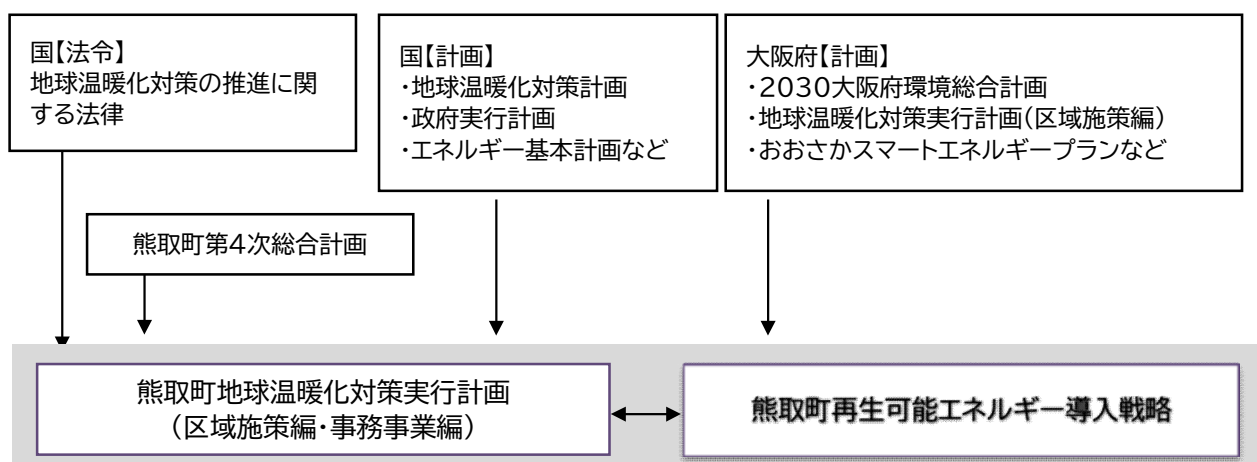 国【法令】
地球温暖化対策の推進に関
する法律
国【計画】
・地球温暖化対策計画
・政府実行計画
・エネルギー基本計画など
大阪府【計画】
・2030大阪府環境総合計画
・地球温暖化対策実行計画(区域施策編)
・おおさかスマートエネルギープランなど
熊取町第4次総合計画
熊取町地球温暖化対策実行計画
(区域施策編・事務事業編)
熊取町再生可能エネルギー導入戦略